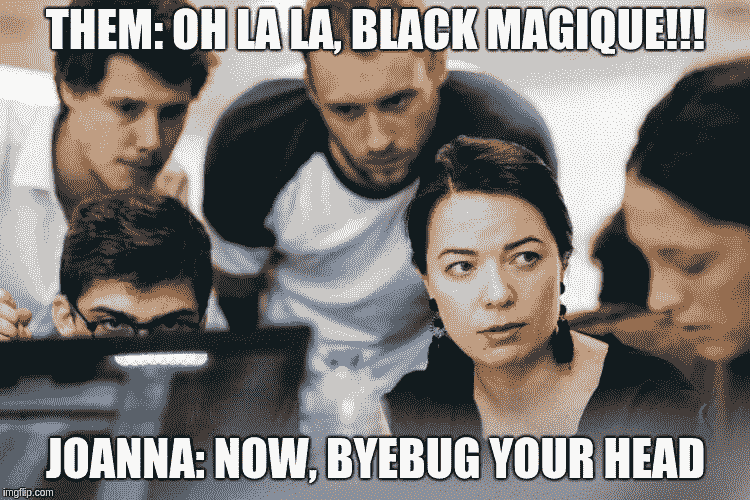 THEM: OH LA LA, BLACK MAGIQUE!!!
JOANNA: NOW, BYEBUG YOUR HEAD
imgflip.com